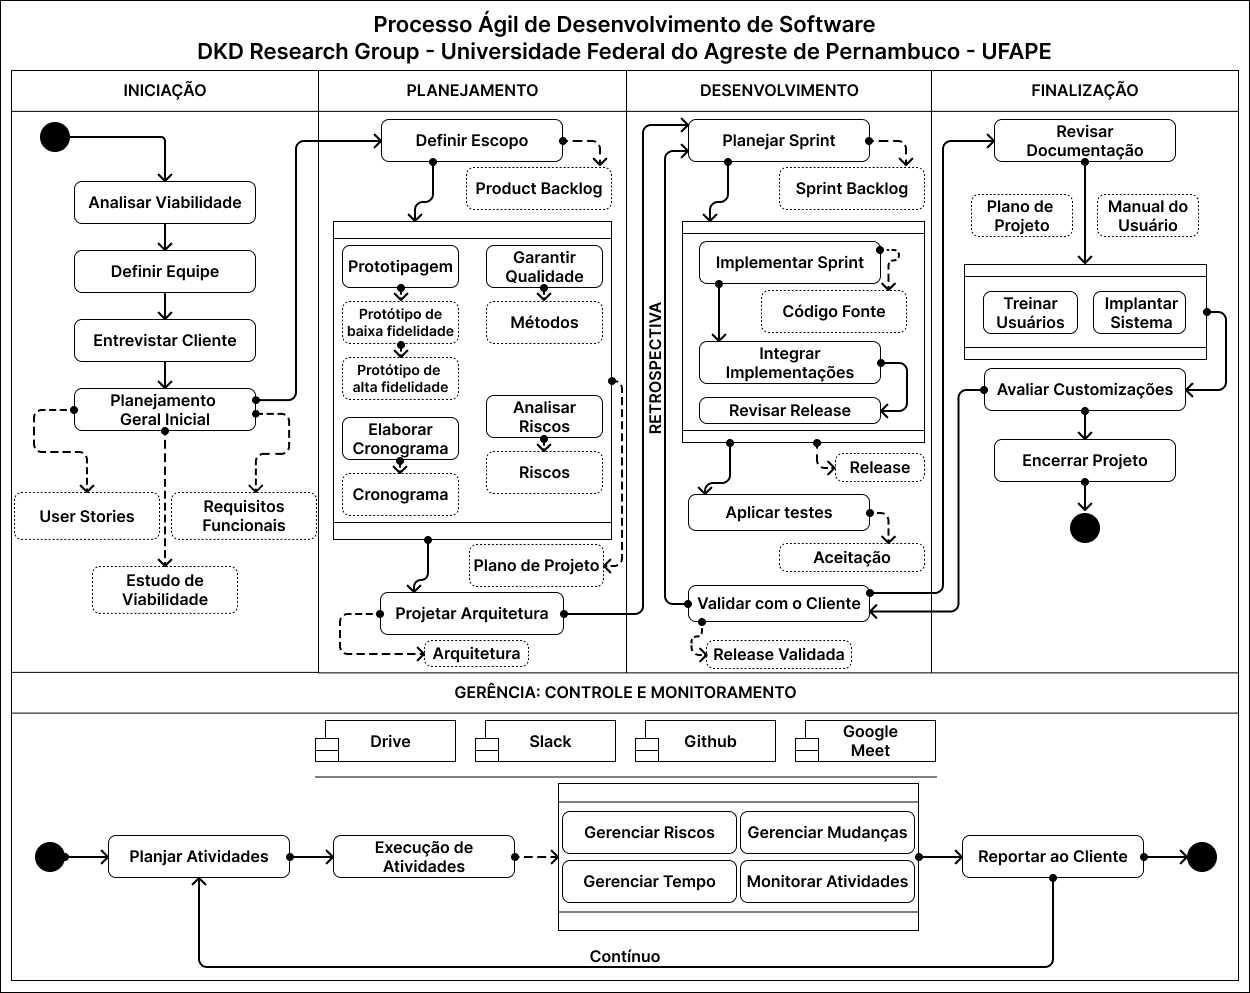 Processo Ágil de Desenvolvimento de Software
DKD Research Group - Universidade Federal do Agreste de Pernambuco - UFAPE
INICIAÇÃO
PLANEJAMENTO
DESENVOLVIMENTO
FINALIZAÇÃO
Analisar Viabilidade
Definir Equipe
Entrevistar Cliente
Planejamento
Geral Inicial
User Stories
Requisitos
Funcionais
Estudo de
Viabilidade
Definir Escopo
Product Backlog
Prototipagem
Garantir
Qualidade
Protótipo de
baixa fidelidade
Métodos
Protótipo de
alta fidelidade
Analisar
Riscos
Elaborar
Cronograma
Riscos
Cronograma
Plano de Projeto
Projetar Arquitetura
Arquitetura
RETROSPECTIVA
Planejar Sprint
Sprint Backlog
Implementar Sprint
Código Fonte
Integrar
Implementações
Revisar Release
Release
Aplicar testes
Aceitação
Validar com o Cliente
Release Validada
Revisar
Documentação
Plano de
Projeto
Manual do
Usuário
Treinar
Usuários
Implantar
Sistema
Avaliar Customizações
Encerrar Projeto
GERÊNCIA: CONTROLE E MONITORAMENTO
Drive
Slack
Github
Google
Meet
Planjar Atividades
Execução de
Atividades
Gerenciar Riscos
Gerenciar Mudanças
Gerenciar Tempo
Monitorar Atividades
Reportar ao Cliente
Contínuo